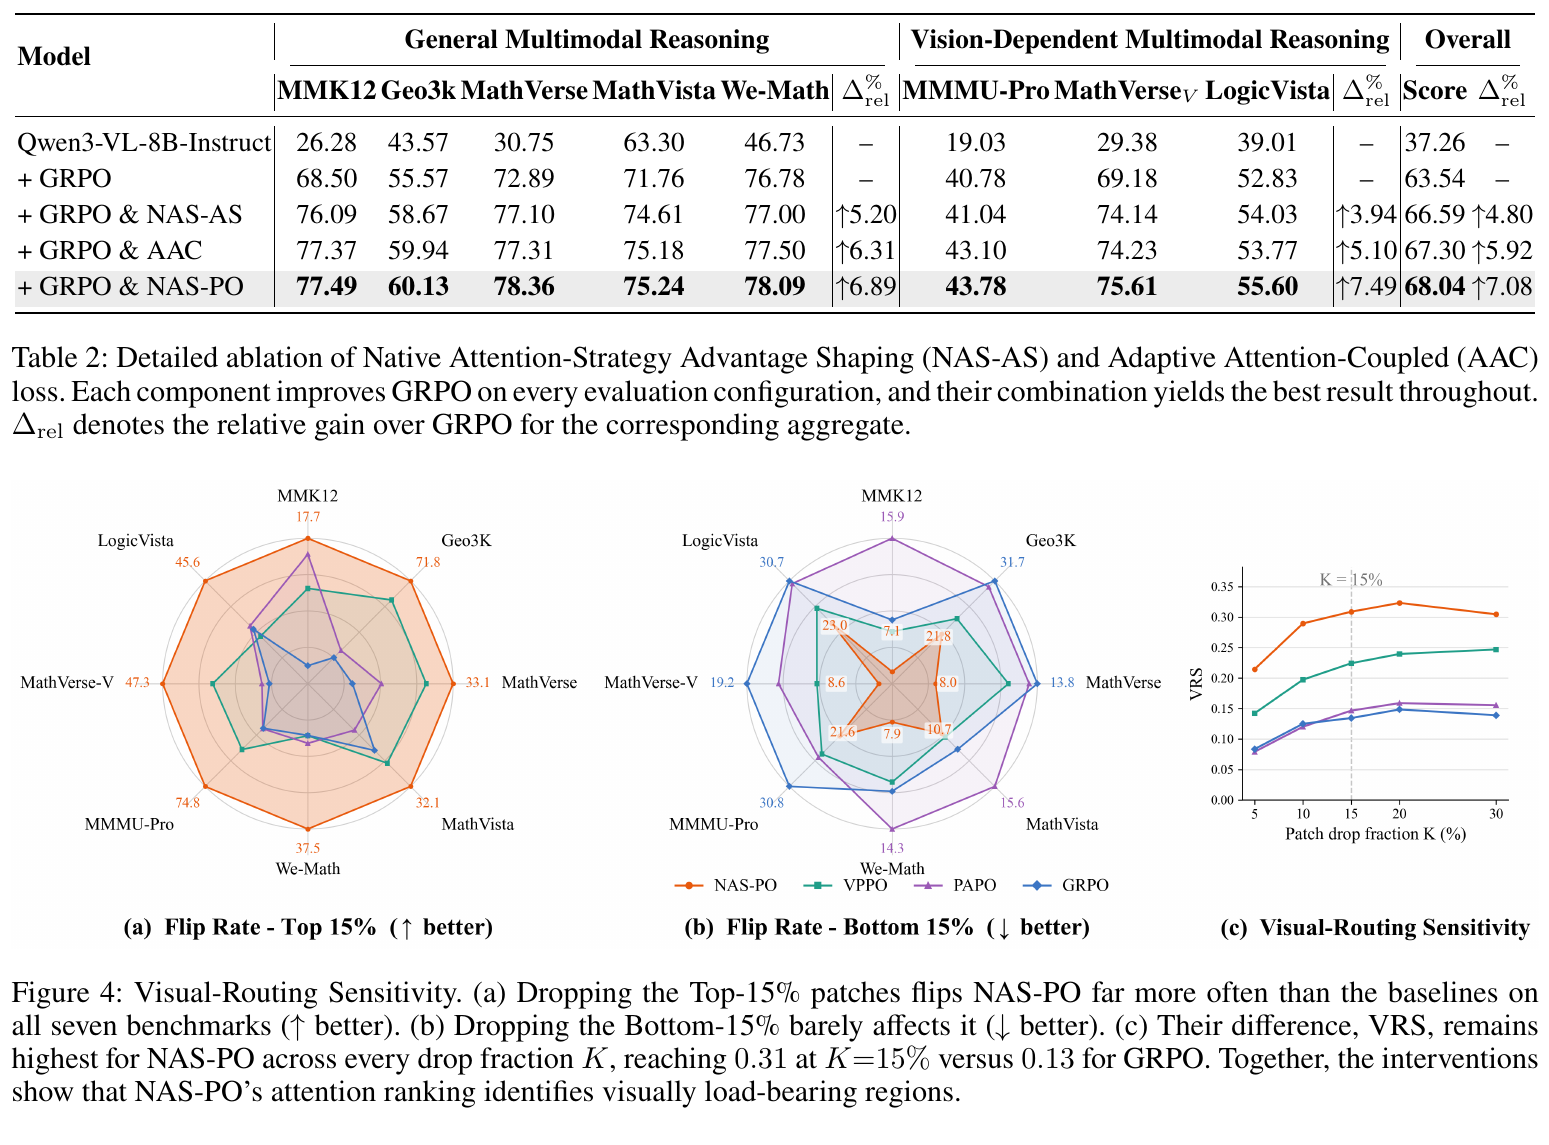 Model General Multimodal Reasoning Vision-Dependent Multimodal Reasoning Overall
MMK12 Geo3k MathVerse MathVista We-Math Δ%rel MMMU-Pro MathVerseV LogicVista Δ%rel Score Δ%rel
Qwen3-VL-8B-Instruct 26.28 43.57 30.75 63.30 46.73 – 19.03 29.38 39.01 – 37.26 –
+ GRPO 68.50 55.57 72.89 71.76 76.78 – 40.78 69.18 52.83 – 63.54 –
+ GRPO & NAS-AS 76.09 58.67 77.10 74.61 77.00 ↑5.20 41.04 74.14 54.03 ↑3.94 66.59 ↑4.80
+ GRPO & AAC 77.37 59.94 77.31 75.18 77.50 ↑6.31 43.10 74.23 53.77 ↑5.10 67.30 ↑5.92
+ GRPO & NAS-PO 77.49 60.13 78.36 75.24 78.09 ↑6.89 43.78 75.61 55.60 ↑7.49 68.04 ↑7.08
Table 2: Detailed ablation of Native Attention-Strategy Advantage Shaping (NAS-AS) and Adaptive Attention-Coupled (AAC)
loss. Each component improves GRPO on every evaluation configuration, and their combination yields the best result throughout.
Δrel denotes the relative gain over GRPO for the corresponding aggregate.
MMK12
17.7
LogicVista Geo3K
45.6 71.8
MathVerse-V 47.3 33.1 MathVerse
74.8 32.1
MMMU-Pro MathVista
37.5
We-Math
(a) Flip Rate - Top 15% (↑ better)
MMK12
15.9
LogicVista Geo3K
30.7 31.7
23.0 7.1 21.8
MathVerse-V 19.2 8.6 8.0 13.8 MathVerse
21.6 7.9 10.7
30.8 15.6
MMMU-Pro MathVista
14.3
We-Math
NAS-PO VPPO PAPO GRPO
(b) Flip Rate - Bottom 15% (↓ better)
K = 15%
0.35
0.30
0.25
0.20
0.15
0.10
0.05
0.00
VRS
5 10 15 20 30
Patch drop fraction K (%)
(c) Visual-Routing Sensitivity
Figure 4: Visual-Routing Sensitivity. (a) Dropping the Top-15% patches flips NAS-PO far more often than the baselines on
all seven benchmarks (↑ better). (b) Dropping the Bottom-15% barely affects it (↓ better). (c) Their difference, VRS, remains
highest for NAS-PO across every drop fraction K, reaching 0.31 at K=15% versus 0.13 for GRPO. Together, the interventions
show that NAS-PO's attention ranking identifies visually load-bearing regions.